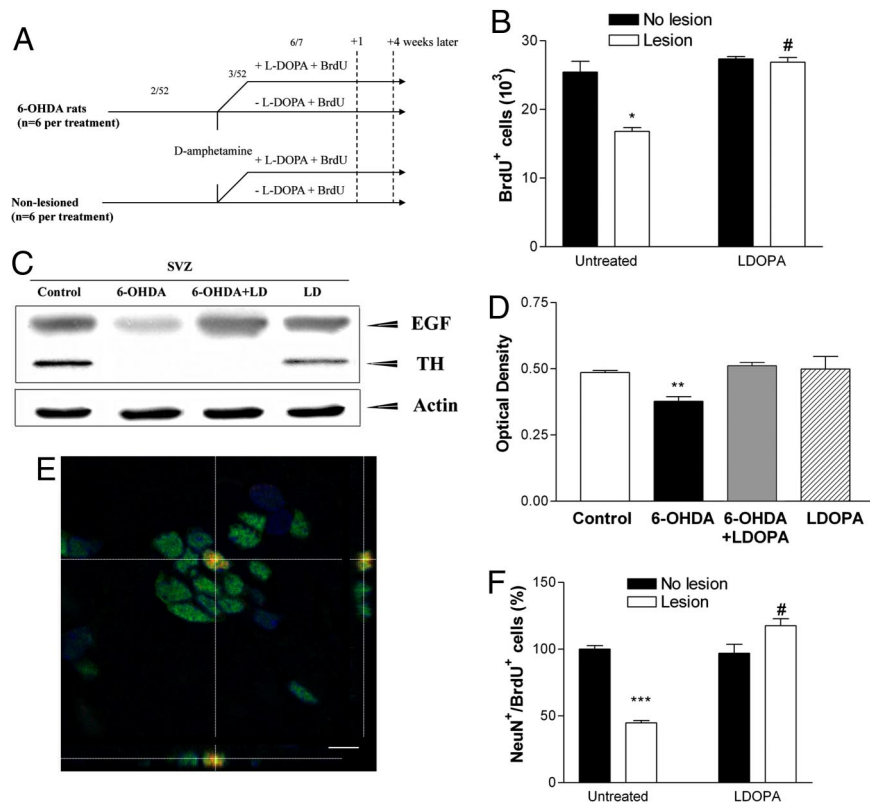 A
6/7
+1
+4 weeks later
+ L-DOPA + BrdU
3/52
2/52
6-OHDA rats
(n=6 per treatment)
- L-DOPA + BrdU
D-amphetamine
+ L-DOPA + BrdU
- L-DOPA + BrdU
Non-lesioned
(n=6 per treatment)
B
No lesion
Lesion
BrdU+ cells (10³)
30
20
10
0
*
#
Untreated
LDOPA
C
SVZ
Control 6-OHDA 6-OHDA+LD LD
EGF
TH
Actin
D
Optical Density
0.75
0.50
0.25
0.00
**
Control 6-OHDA 6-OHDA +LDOPA LDOPA
E
F
No lesion
Lesion
NeuN+/BrdU+ cells (%)
150
100
50
0
***
#
Untreated
LDOPA